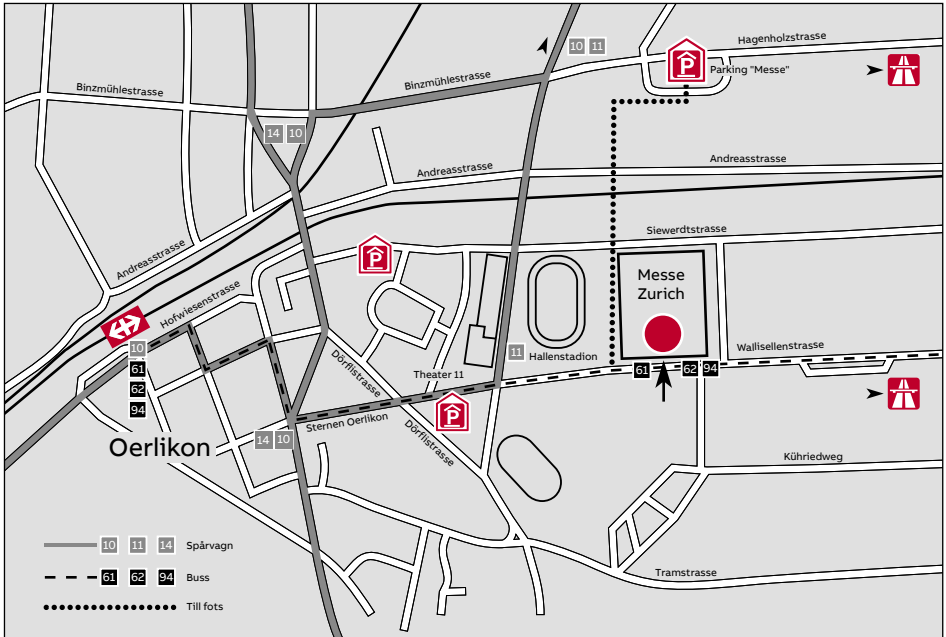 Hagenholzstrasse
10 11
P
Parking "Messe"
Binzmühlestrasse
Binzmühlestrasse
14 10
Andreasstrasse
Andreasstrasse
Siewerdtstrasse
Andreasstrasse
P
Messe
Zurich
Hofwiesenstrasse
10
61
62
94
11
Hallenstadion
Wallisellenstrasse
Dörflistrasse
Theater 11
61 62 94
P
Sternen Oerlikon
14 10
Dörflistrasse
Oerlikon
Kühriedweg
10 11 14 Spårvagn
61 62 94 Buss
Till fots
Tramstrasse